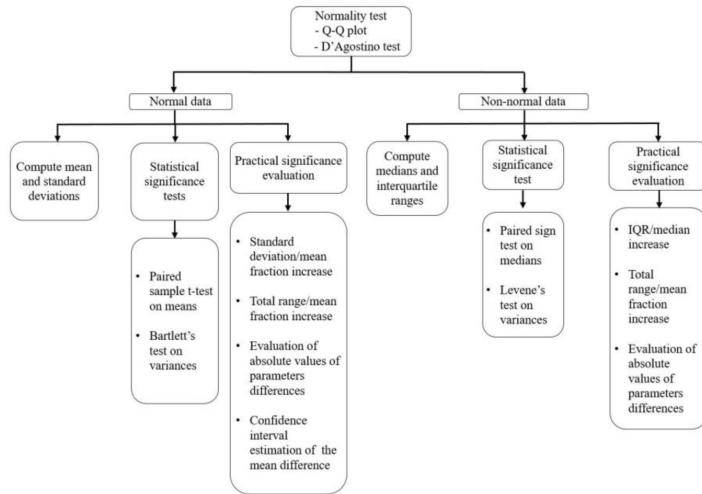 Normality test
- Q-Q plot
- D'Agostino test
Normal data
Non-normal data
Compute mean
and standard
deviations
Statistical
significance
tests
Practical significance
evaluation
Compute
medians and
interquartile
ranges
Statistical
significance
test
Practical
significance
evaluation
• Paired
sample t-test
on means
• Bartlett's
test on
variances
• Standard
deviation/mean
fraction increase
• Total range/mean
fraction increase
• Evaluation of
absolute values of
parameters
differences
• Confidence
interval
estimation of the
mean difference
• Paired sign
test on
medians
• Levene's
test on
variances
• IQR/median
increase
• Total
range/mean
fraction
increase
• Evaluation of
absolute
values of
parameters
differences